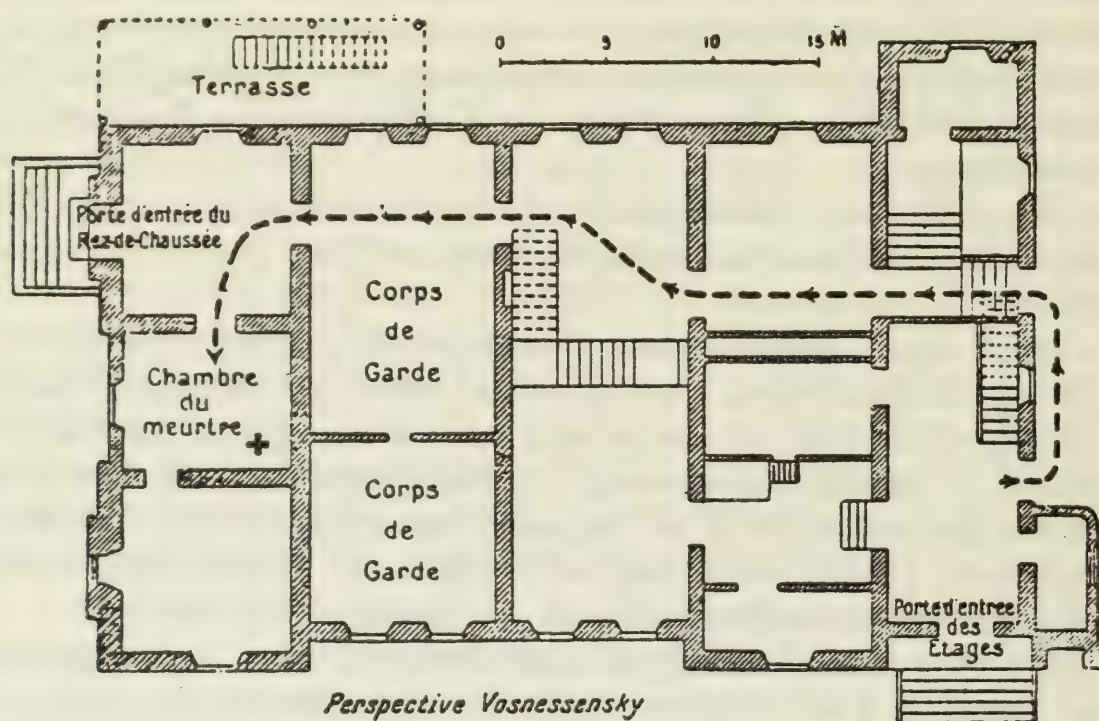 0 5 10 15 M
Terrasse
Porte d'entrée du
Rez-de-Chaussée
Corps
de
Garde
Chambre
du
meurtre
Corps
de
Garde
Porte d'entrée
des
Étages
Perspective Vosnessensky